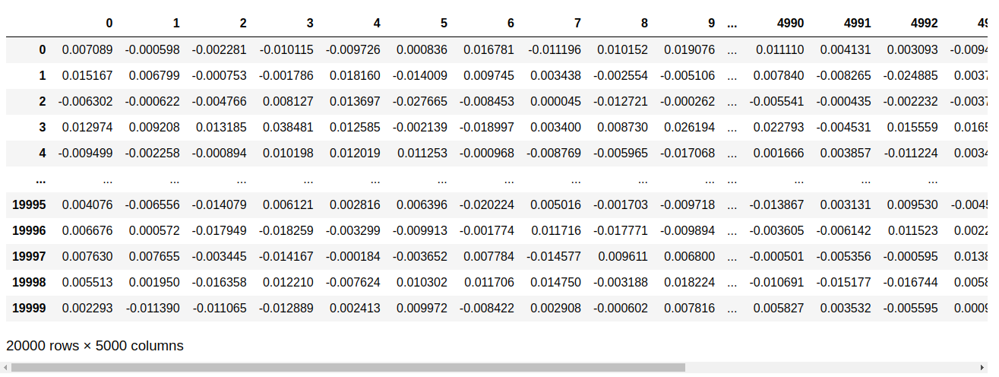 0 1 2 3 4 5 6 7 8 9 ... 4990 4991 4992 49
0 0.007089 -0.000598 -0.002281 -0.010115 -0.009726 0.000836 0.016781 -0.011196 0.010152 0.019076 ... 0.011110 0.004131 0.003093 -0.0094
1 0.015167 0.006799 -0.000753 -0.001786 0.018160 -0.014009 0.009745 0.003438 -0.002554 -0.005106 ... 0.007840 -0.008265 -0.024885 0.0037
2 -0.006302 -0.000622 -0.004766 0.008127 0.013697 -0.027665 -0.008453 0.000045 -0.012721 -0.000262 ... -0.005541 -0.000435 -0.002232 -0.0037
3 0.012974 0.009208 0.013185 0.038481 0.012585 -0.002139 -0.018997 0.003400 0.008730 0.026194 ... 0.022793 -0.004531 0.015559 0.0165
4 -0.009499 -0.002258 -0.000894 0.010198 0.012019 0.011253 -0.000968 -0.008769 -0.005965 -0.017068 ... 0.001666 0.003857 -0.011224 0.0034
... ... ... ... ... ... ... ... ... ... ... ... ... ... ...
19995 0.004076 -0.006556 -0.014079 0.006121 0.002816 0.006396 -0.020224 0.005016 -0.001703 -0.009718 ... -0.013867 0.003131 0.009530 -0.0045
19996 0.006676 0.000572 -0.017949 -0.018259 -0.003299 -0.009913 -0.001774 0.011716 -0.017771 -0.009894 ... -0.003605 -0.006142 0.011523 0.0022
19997 0.007630 0.007655 -0.003445 -0.014167 -0.000184 -0.003652 0.007784 -0.014577 0.009611 0.006800 ... -0.000501 -0.005356 -0.000595 0.0138
19998 0.005513 0.001950 -0.016358 0.012210 -0.007624 0.010302 0.011706 0.014750 -0.003188 0.018224 ... -0.010691 -0.015177 -0.016744 0.0058
19999 0.002293 -0.011390 -0.011065 -0.012889 0.002413 0.009972 -0.008422 0.002908 -0.000602 0.007816 ... 0.005827 0.003532 -0.005595 0.0009
20000 rows × 5000 columns